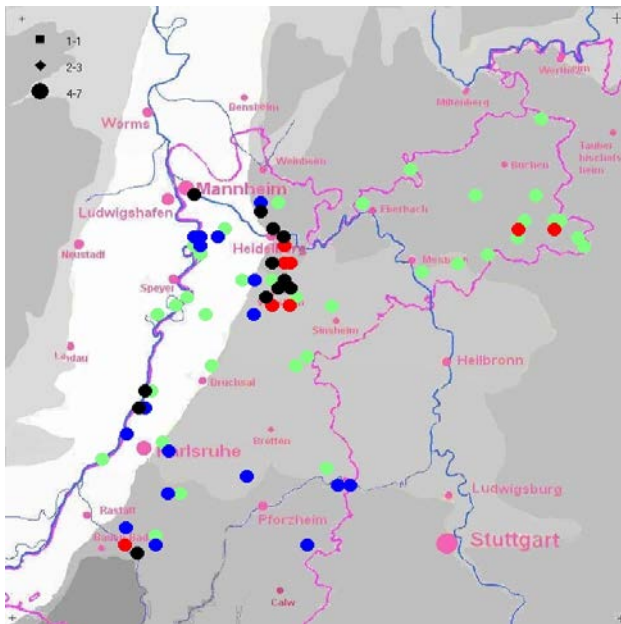 1-1
2-3
4-7
Wertheim
Miltenberg
Bensheim
Worms
Tauber
bischofs
heim
Buchen
Weinheim
Mannheim
Ludwigshafen
Eberbach
Heidelberg
Neustadt
Mosbach
Speyer
Sinsheim
Landau
Heilbronn
Bruchsal
Bretten
Karlsruhe
Ludwigsburg
Rastatt
Pforzheim
Stuttgart
Calw